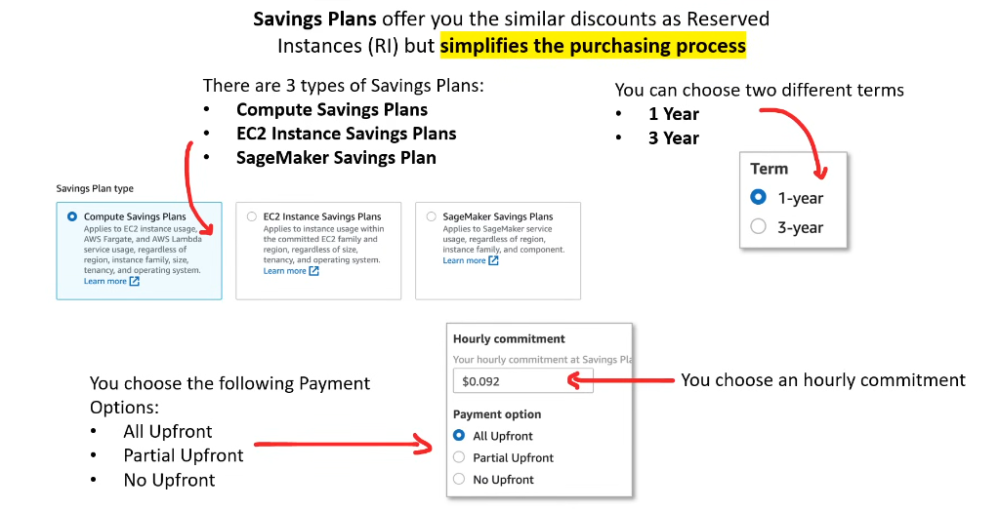 Savings Plans offer you the similar discounts as Reserved
Instances (RI) but simplifies the purchasing process
There are 3 types of Savings Plans:
• Compute Savings Plans
• EC2 Instance Savings Plans
• SageMaker Savings Plan
You can choose two different terms
• 1 Year
• 3 Year
Term
1-year
3-year
Savings Plan type
Compute Savings Plans
Applies to EC2 instance usage,
AWS Fargate, and AWS Lambda
service usage, regardless of
region, instance family, size,
tenancy, and operating system.
Learn more
EC2 Instance Savings Plans
Applies to instance usage within
the committed EC2 family and
region, regardless of size,
tenancy, and operating system.
Learn more
SageMaker Savings Plans
Applies to SageMaker service
usage, regardless of region,
instance family, and component.
Learn more
You choose the following Payment
Options:
• All Upfront
• Partial Upfront
• No Upfront
Hourly commitment
Your hourly commitment at Savings Pla
$0.092
Payment option
All Upfront
Partial Upfront
No Upfront
You choose an hourly commitment